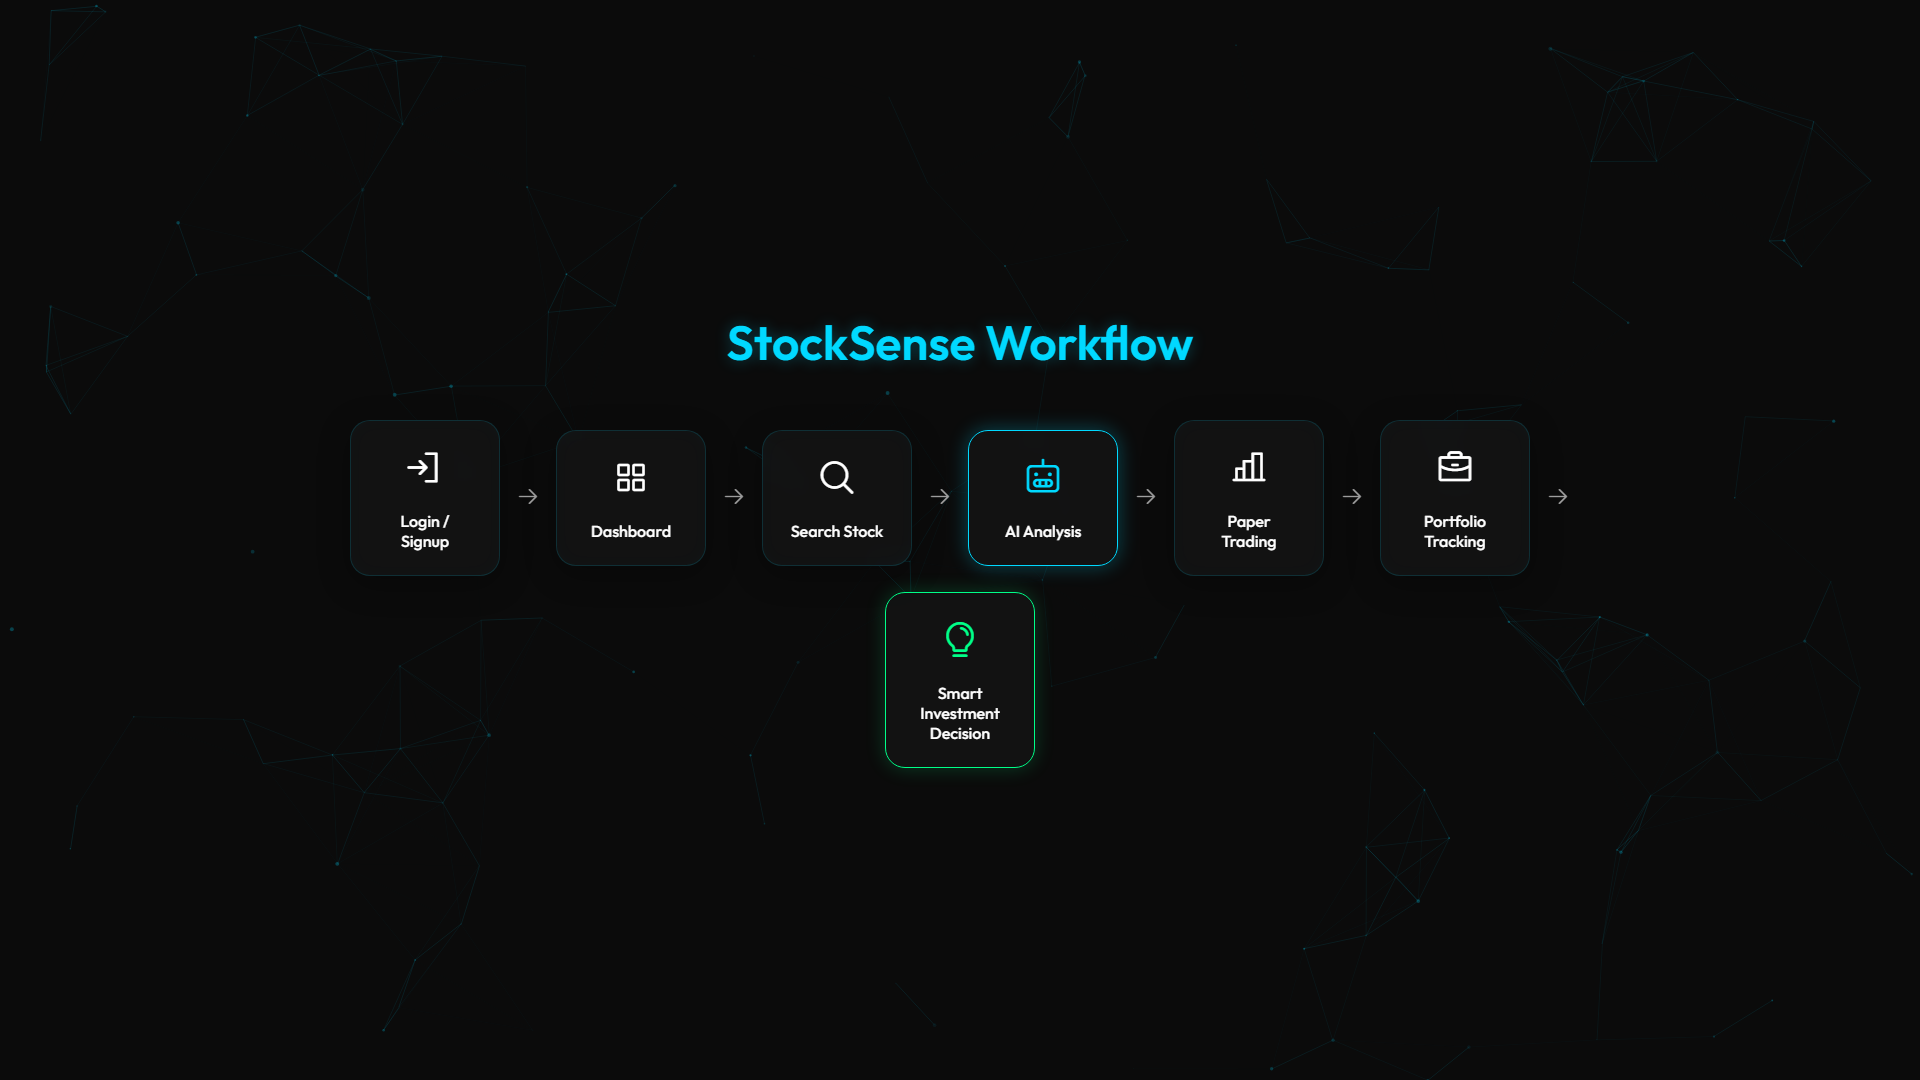 StockSense Workflow
Login /
Signup
Dashboard
Search Stock
AI Analysis
Paper
Trading
Portfolio
Tracking
Smart
Investment
Decision